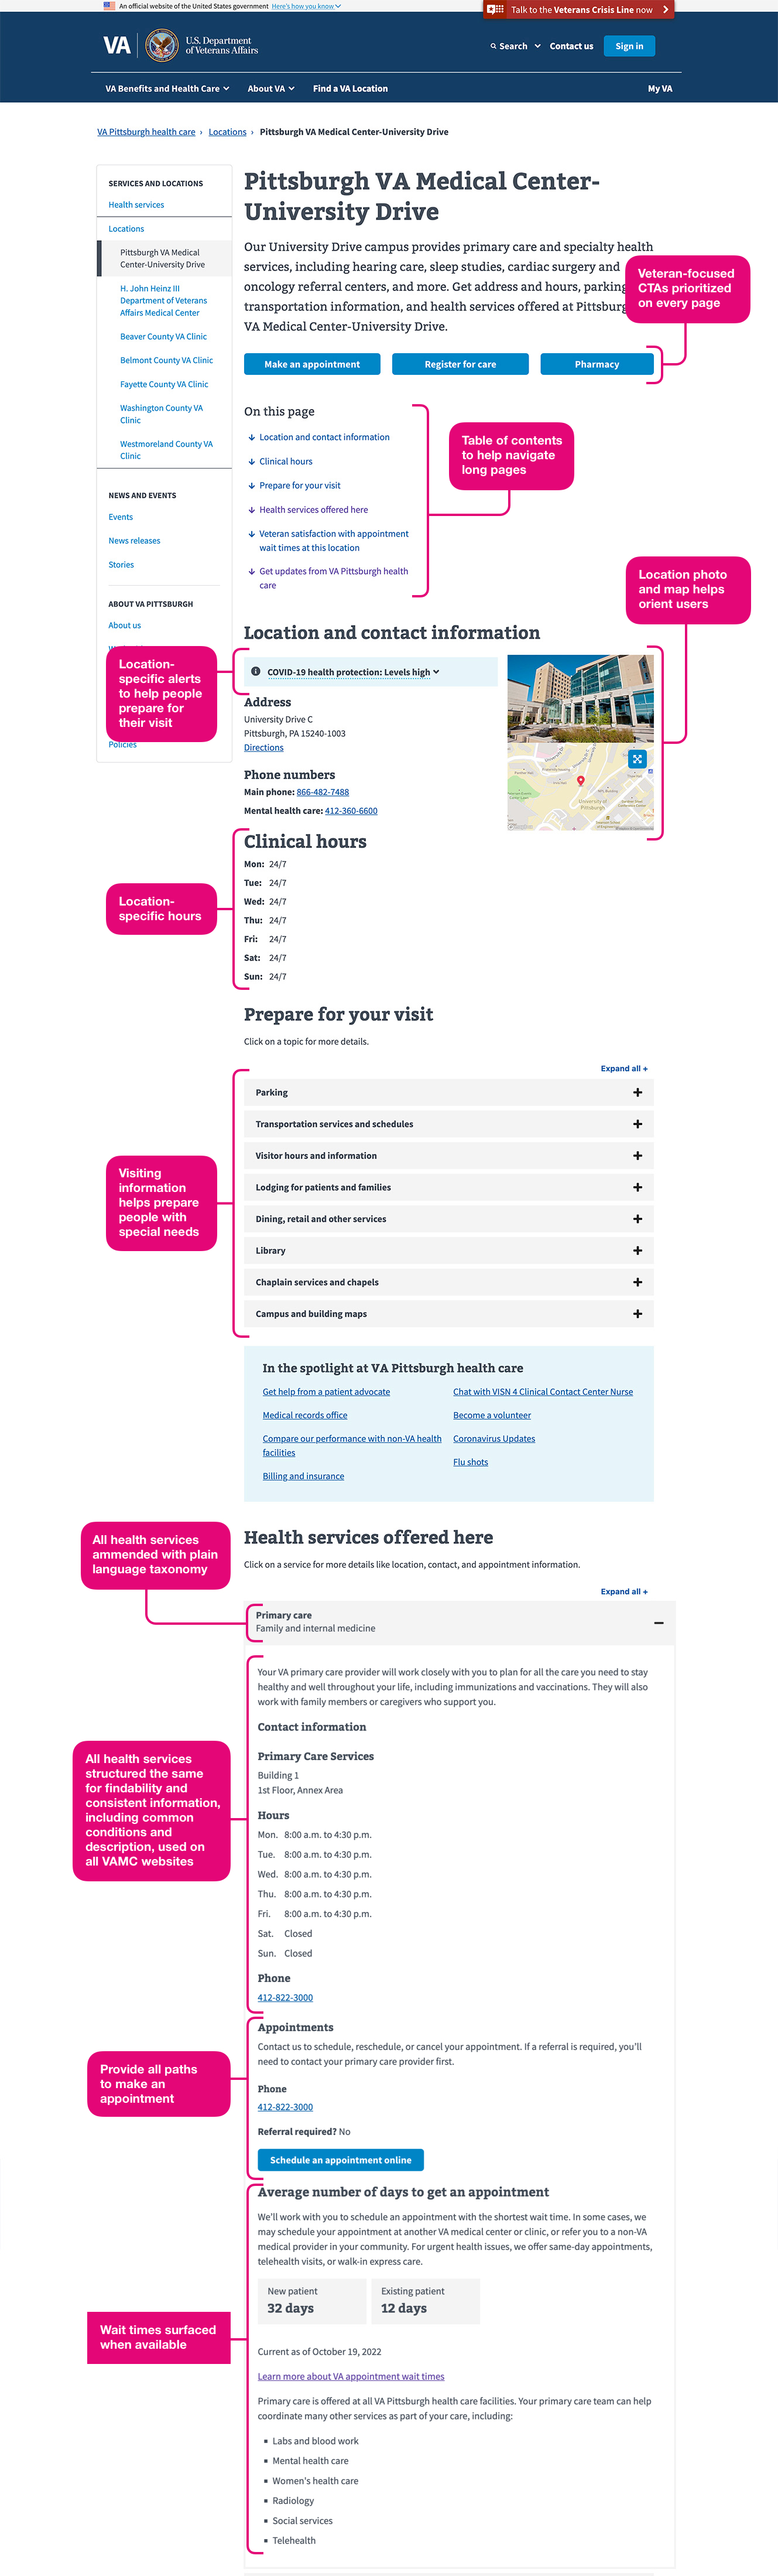 An official website of the United States government Here's how you know
Talk to the Veterans Crisis Line now
VA
U.S. Department
of Veterans Affairs
Search
Contact us
Sign in
VA Benefits and Health Care
About VA
Find a VA Location
My VA
VA Pittsburgh health care › Locations › Pittsburgh VA Medical Center-University Drive
SERVICES AND LOCATIONS
Health services
Locations
Pittsburgh VA Medical
Center-University Drive
H. John Heinz III
Department of Veterans
Affairs Medical Center
Beaver County VA Clinic
Belmont County VA Clinic
Fayette County VA Clinic
Washington County VA
Clinic
Westmoreland County VA
Clinic
NEWS AND EVENTS
Events
News releases
Stories
ABOUT VA PITTSBURGH
About us
Policies
Pittsburgh VA Medical Center-
University Drive
Our University Drive campus provides primary care and specialty health
services, including hearing care, sleep studies, cardiac surgery and
oncology referral centers, and more. Get address and hours, parking
transportation information, and health services offered at Pittsburg
VA Medical Center-University Drive.
Veteran-focused
CTAs prioritized
on every page
Make an appointment
Register for care
Pharmacy
On this page
Location and contact information
Clinical hours
Prepare for your visit
Health services offered here
Veteran satisfaction with appointment
wait times at this location
Get updates from VA Pittsburgh health
care
Table of contents
to help navigate
long pages
Location photo
and map helps
orient users
Location and contact information
Location-
specific alerts
to help people
prepare for
their visit
COVID-19 health protection: Levels high
Address
University Drive C
Pittsburgh, PA 15240-1003
Directions
Phone numbers
Main phone: 866-482-7488
Mental health care: 412-360-6600
University of
Pittsburgh
Clinical hours
Mon: 24/7
Tue: 24/7
Wed: 24/7
Thu: 24/7
Fri: 24/7
Sat: 24/7
Sun: 24/7
Location-
specific hours
Prepare for your visit
Click on a topic for more details.
Expand all +
Parking
Transportation services and schedules
Visitor hours and information
Lodging for patients and families
Dining, retail and other services
Library
Chaplain services and chapels
Campus and building maps
Visiting
information
helps prepare
people with
special needs
In the spotlight at VA Pittsburgh health care
Get help from a patient advocate
Medical records office
Compare our performance with non-VA health
facilities
Billing and insurance
Chat with VISN 4 Clinical Contact Center Nurse
Become a volunteer
Coronavirus Updates
Flu shots
All health services
ammended with plain
language taxonomy
Health services offered here
Click on a service for more details like location, contact, and appointment information.
Expand all +
Primary care
Family and internal medicine
Your VA primary care provider will work closely with you to plan for all the care you need to stay
healthy and well throughout your life, including immunizations and vaccinations. They will also
work with family members or caregivers who support you.
Contact information
Primary Care Services
Building 1
1st Floor, Annex Area
Hours
Mon. 8:00 a.m. to 4:30 p.m.
Tue. 8:00 a.m. to 4:30 p.m.
Wed. 8:00 a.m. to 4:30 p.m.
Thu. 8:00 a.m. to 4:30 p.m.
Fri. 8:00 a.m. to 4:30 p.m.
Sat. Closed
Sun. Closed
Phone
412-822-3000
All health services
structured the same
for findability and
consistent information,
including common
conditions and
description, used on
all VAMC websites
Appointments
Contact us to schedule, reschedule, or cancel your appointment. If a referral is required, you'll
need to contact your primary care provider first.
Phone
412-822-3000
Referral required? No
Schedule an appointment online
Provide all paths
to make an
appointment
Average number of days to get an appointment
We'll work with you to schedule an appointment with the shortest wait time. In some cases, we
may schedule your appointment at another VA medical center or clinic, or refer you to a non-VA
medical provider in your community. For urgent health issues, we offer same-day appointments,
telehealth visits, or walk-in express care.
New patient
32 days
Existing patient
12 days
Wait times surfaced
when available
Current as of October 19, 2022
Learn more about VA appointment wait times
Primary care is offered at all VA Pittsburgh health care facilities. Your primary care team can help
coordinate many other services as part of your care, including:
Labs and blood work
Mental health care
Women's health care
Radiology
Social services
Telehealth